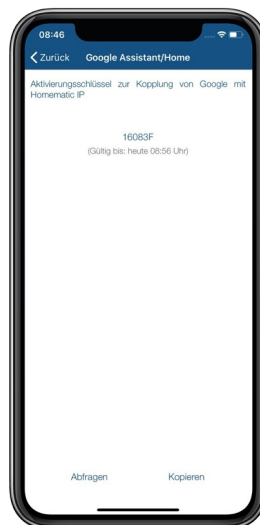 08:46
Zurück Google Assistant/Home
Aktivierungsschlüssel zur Kopplung von Google mit
Homematic IP
16083F
(Gültig bis: heute 08:56 Uhr)
Abfragen Kopieren